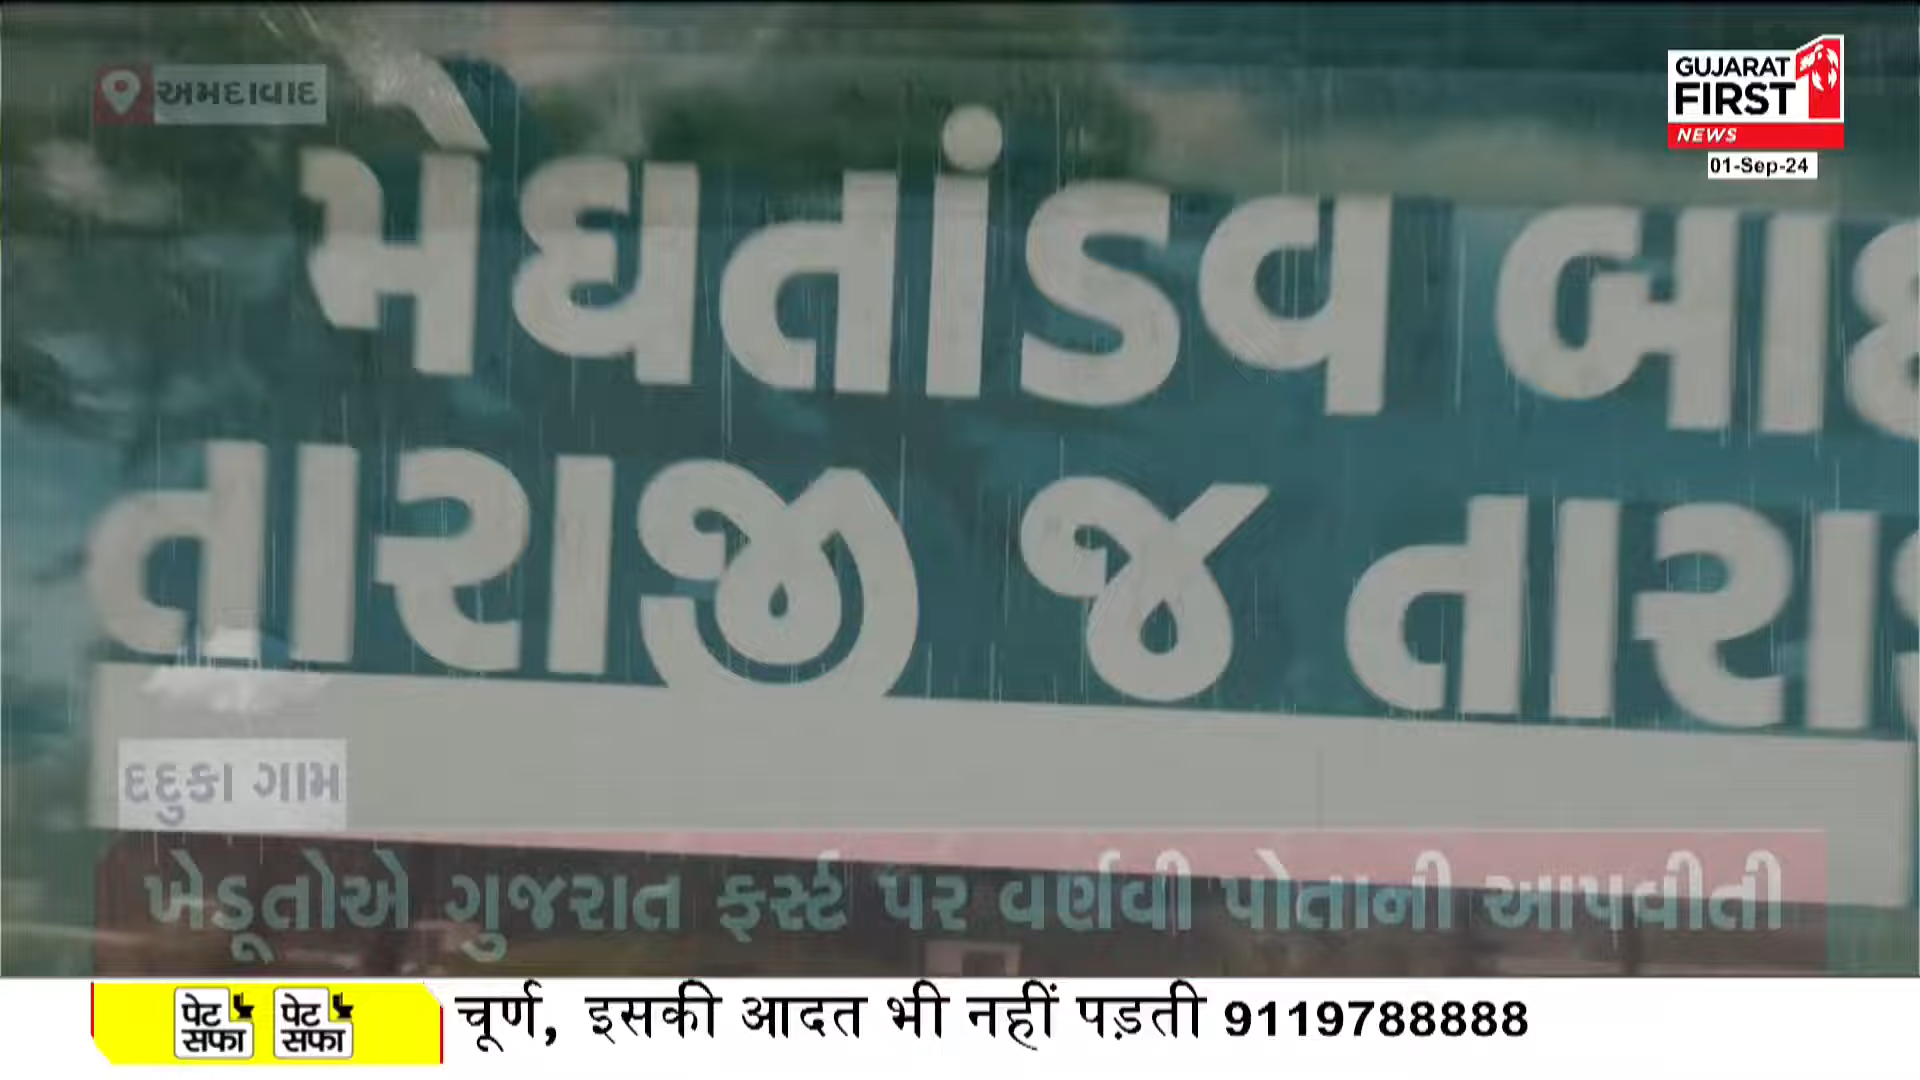 અમદાવાદ
GUJARAT
FIRST
NEWS
01-Sep-24
મેઘતાંડવ
તારાજી જ
દદુકા ગામ
ખેડૂતોએ ગુજરાત ફર્સ્ટ પર વર્ણવી પોતાની આપવીતી
पेट सफा पेट सफा चूर्ण, इसकी आदत भी नहीं पड़ती 9119788888